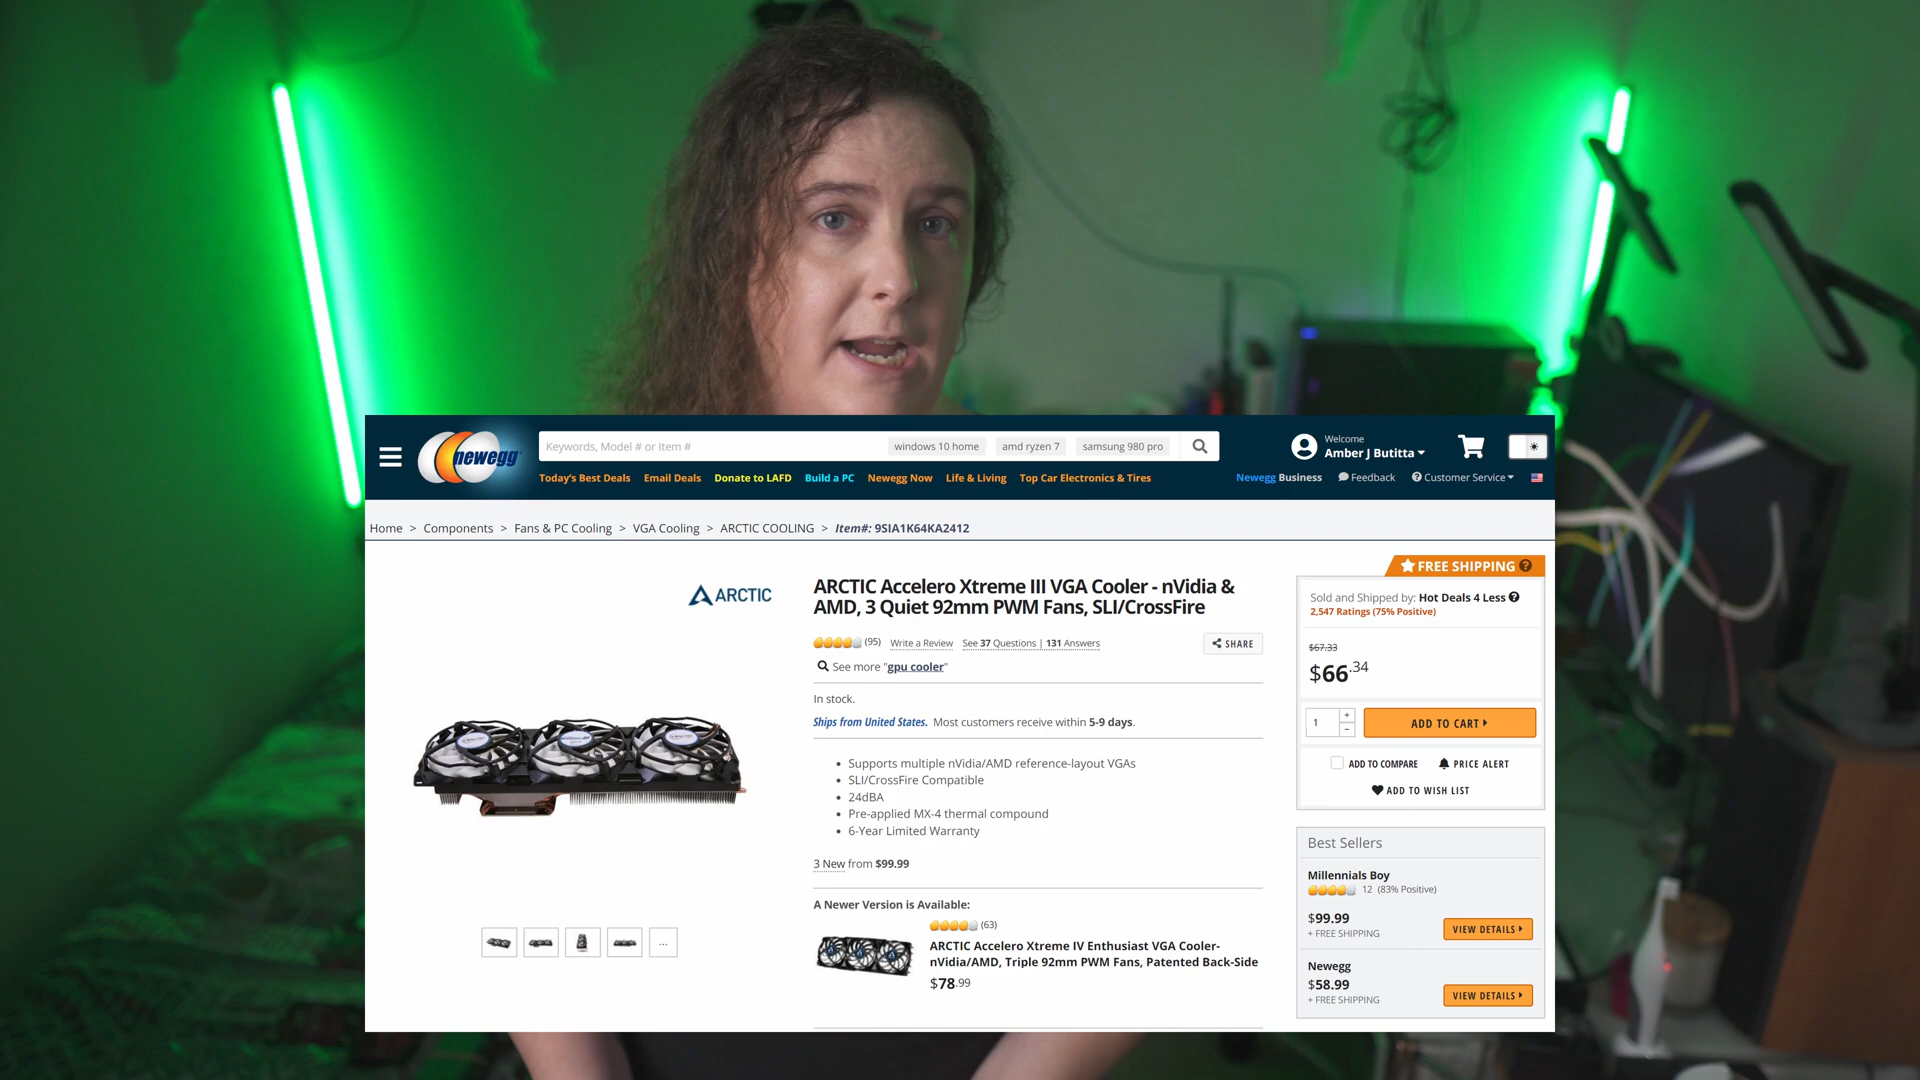 newegg
Keywords, Model # or Item #
windows 10 home
amd ryzen 7
samsung 980 pro
Welcome
Amber J Butitta
Today's Best Deals
Email Deals
Donate to LAFD
Build a PC
Newegg Now
Life & Living
Top Car Electronics & Tires
Newegg Business
Feedback
Customer Service
Home > Components > Fans & PC Cooling > VGA Cooling > ARCTIC COOLING > Item#: 9SIA1K64KA2412
ARCTIC
ARCTIC Accelero Xtreme III VGA Cooler - nVidia &
AMD, 3 Quiet 92mm PWM Fans, SLI/CrossFire
(95) Write a Review See 37 Questions | 131 Answers
SHARE
See more "gpu cooler"
In stock.
Ships from United States. Most customers receive within 5-9 days.
• Supports multiple nVidia/AMD reference-layout VGAs
• SLI/CrossFire Compatible
• 24dBA
• Pre-applied MX-4 thermal compound
• 6-Year Limited Warranty
3 New from $99.99
A Newer Version is Available:
(63)
ARCTIC Accelero Xtreme IV Enthusiast VGA Cooler-
nVidia/AMD, Triple 92mm PWM Fans, Patented Back-Side
$78.99
...
FREE SHIPPING ?
Sold and Shipped by: Hot Deals 4 Less ?
2,547 Ratings (75% Positive)
$67.33
$66.34
1
+
−
ADD TO CART
ADD TO COMPARE
PRICE ALERT
ADD TO WISH LIST
Best Sellers
Millennials Boy
12 (83% Positive)
$99.99
+ FREE SHIPPING
VIEW DETAILS
Newegg
$58.99
+ FREE SHIPPING
VIEW DETAILS